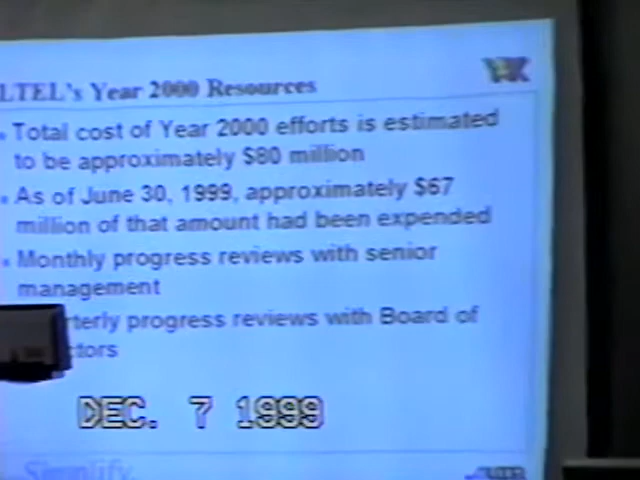 LTEL's Year 2000 Resources
Total cost of Year 2000 efforts is estimated
to be approximately $80 million
As of June 30, 1999, approximately $67
million of that amount had been expended
Monthly progress reviews with senior
management
rterly progress reviews with Board of
ctors
DEC. 7 1999
Simplify.